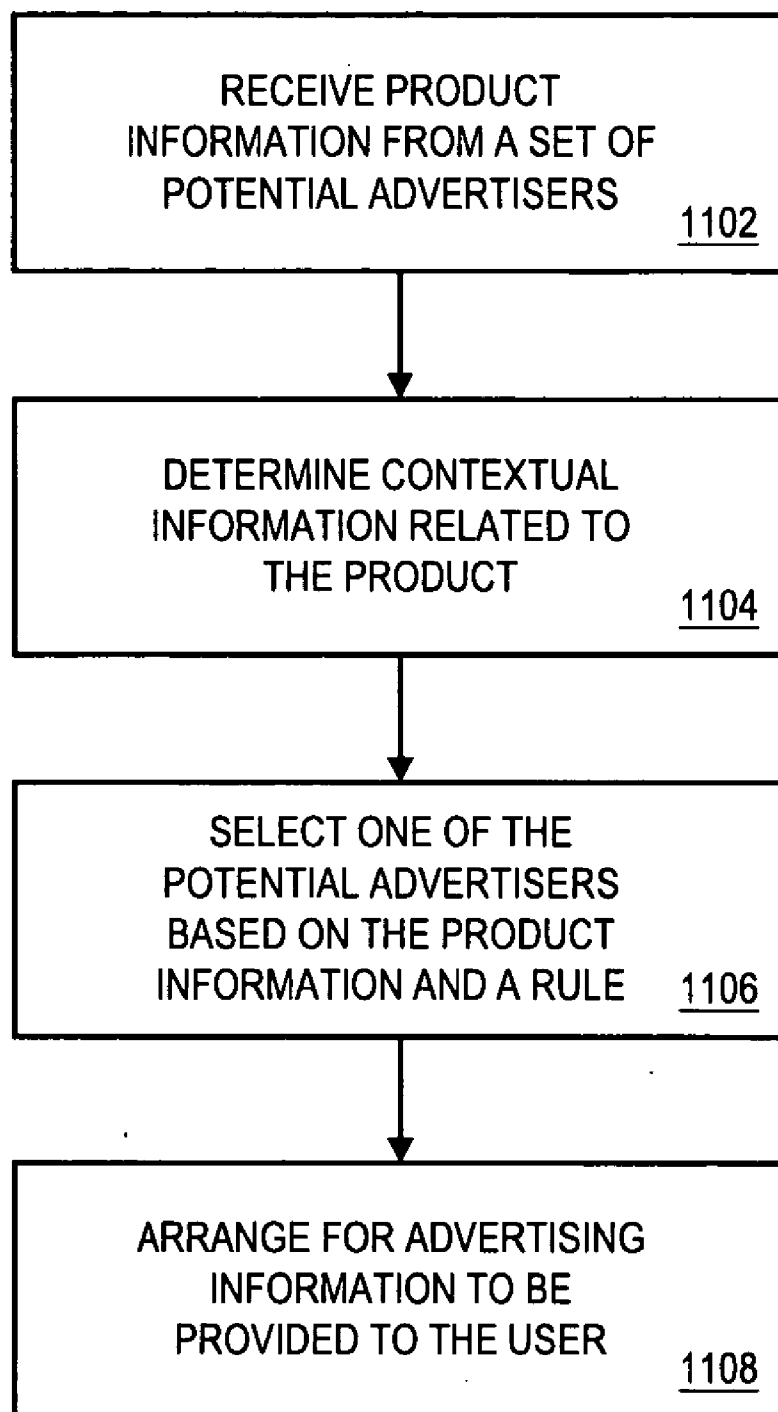 RECEIVE PRODUCT
INFORMATION FROM A SET OF
POTENTIAL ADVERTISERS
1102
DETERMINE CONTEXTUAL
INFORMATION RELATED TO
THE PRODUCT
1104
SELECT ONE OF THE
POTENTIAL ADVERTISERS
BASED ON THE PRODUCT
INFORMATION AND A RULE
1106
ARRANGE FOR ADVERTISING
INFORMATION TO BE
PROVIDED TO THE USER
1108